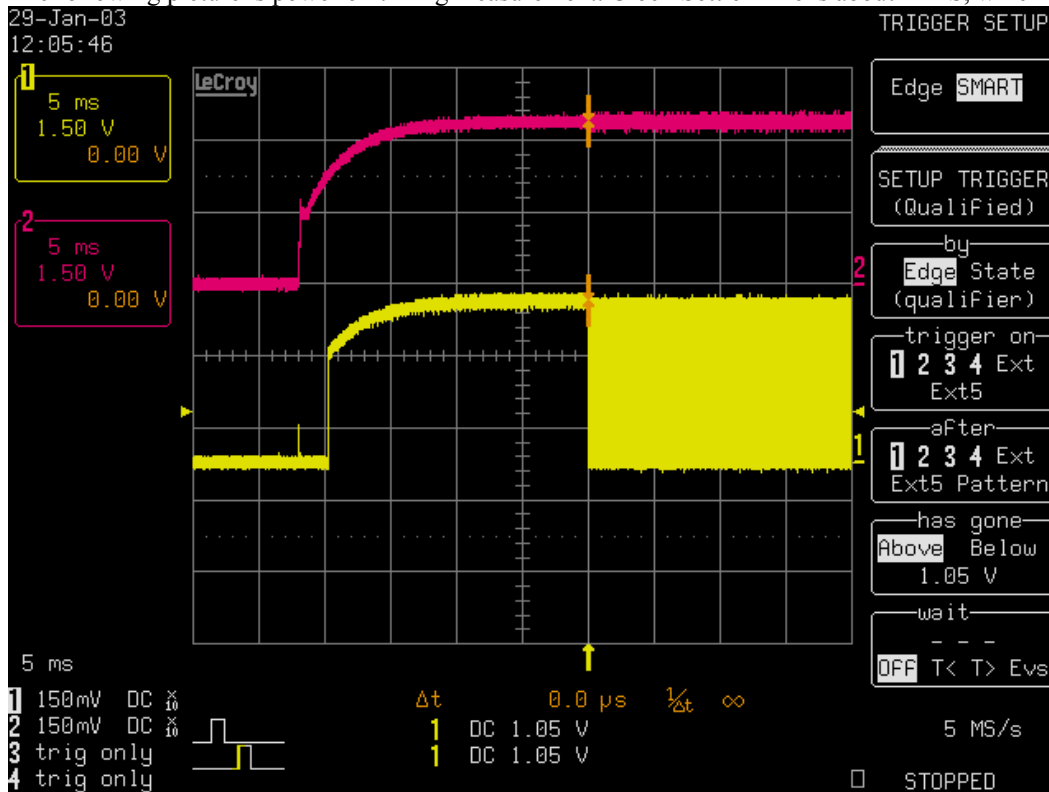 29-Jan-03
12:05:46
1
5 ms
1.50 V
0.00 V
2
5 ms
1.50 V
0.00 V
LeCroy
2
1
TRIGGER SETUP
Edge SMART
SETUP TRIGGER
(Qualified)
by
Edge State
(qualifier)
trigger on
1 2 3 4 Ext
Ext5
after
1 2 3 4 Ext
Ext5 Pattern
has gone
Above Below
1.05 V
wait
- - -
OFF T< T> Evs
5 ms
1 150mV DC X10
2 150mV DC X10
3 trig only
4 trig only
Δt 0.0 µs 1/Δt ∞
1 DC 1.05 V
1 DC 1.05 V
5 MS/s
STOPPED